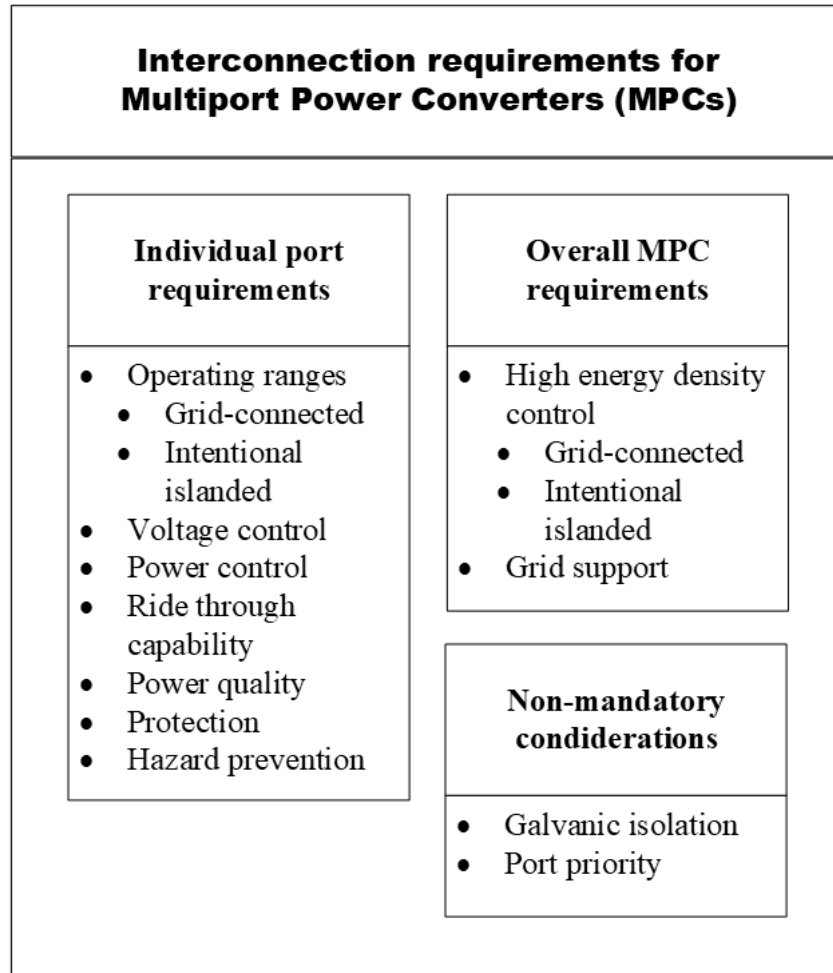 Interconnection requirements for
Multiport Power Converters (MPCs)
Individual port
requirements
• Operating ranges
• Grid-connected
• Intentional
islanded
• Voltage control
• Power control
• Ride through
capability
• Power quality
• Protection
• Hazard prevention
Overall MPC
requirements
• High energy density
control
• Grid-connected
• Intentional
islanded
• Grid support
Non-mandatory
condiderations
• Galvanic isolation
• Port priority